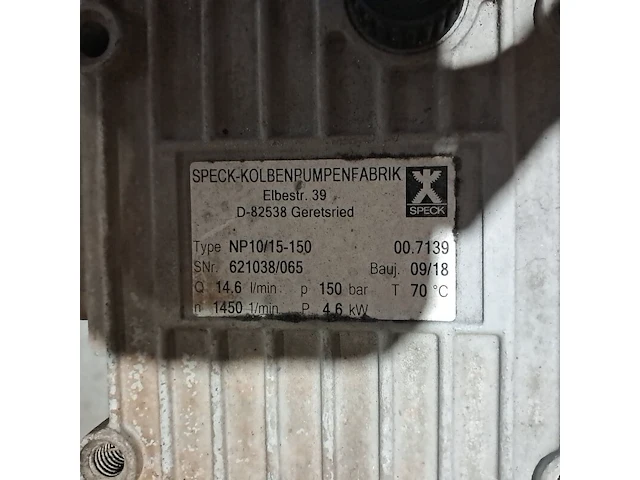 SPECK-KOLBENPUMPENFABRIK
Elbestr. 39
D-82538 Geretsried
SPECK
Type NP10/15-150 00.7139
SNr. 621038/065 Bauj. 09/18
Q 14.6 l/min p 150 bar T 70 °C
n 1450 1/min P 4.6 kW